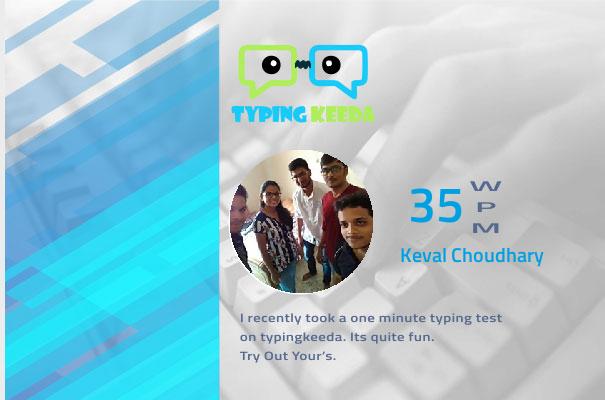 TYPING KEEDA
35
WPM
Keval Choudhary
I recently took a one minute typing test
on typingkeeda. Its quite fun.
Try Out Your's.